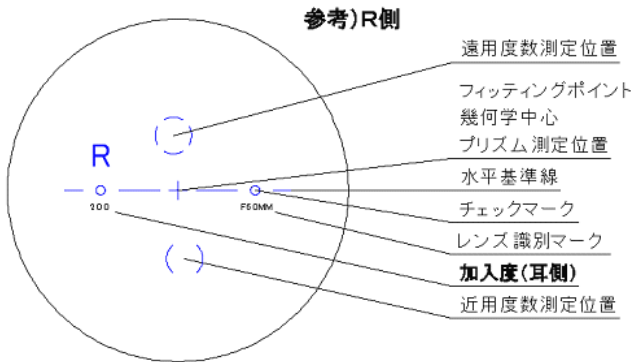 参考)R側
遠用度数測定位置
フィッティングポイント
幾何学中心
プリズム測定位置
R
水平基準線
チェックマーク
200
F60MM
レンズ識別マーク
加入度(耳側)
近用度数測定位置